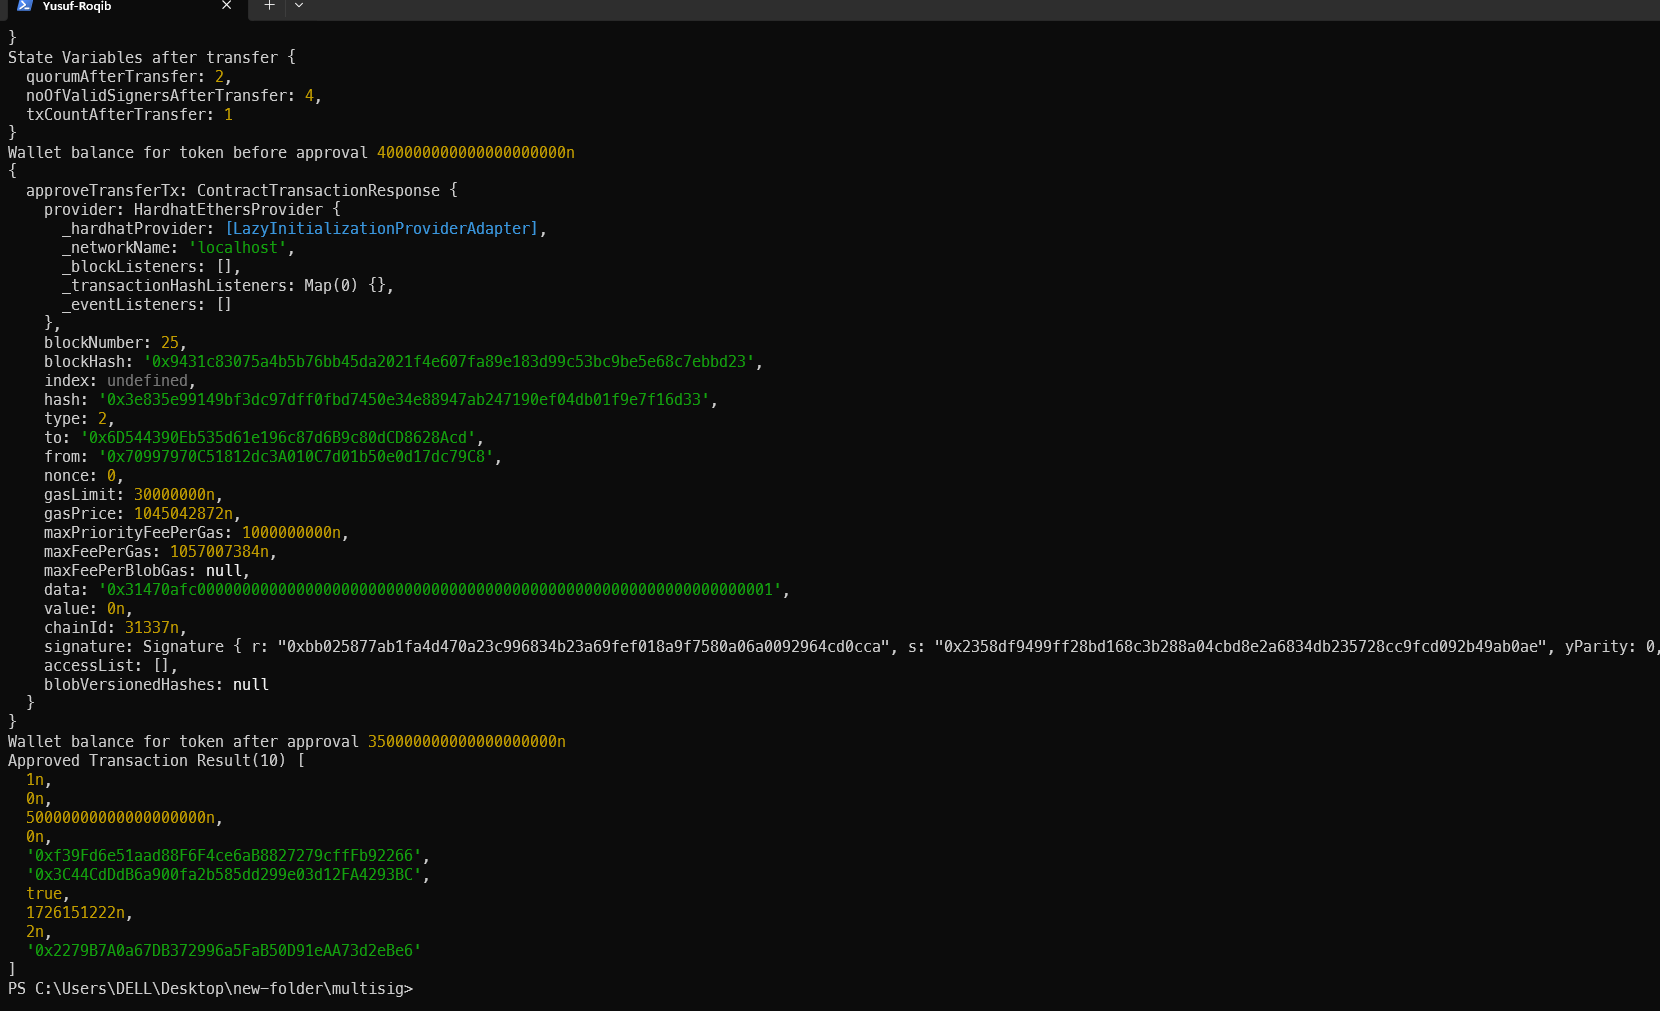 Yusuf-Roqib
}
State Variables after transfer {
  quorumAfterTransfer: 2,
  noOfValidSignersAfterTransfer: 4,
  txCountAfterTransfer: 1
}
Wallet balance for token before approval 400000000000000000000n
{
  approveTransferTx: ContractTransactionResponse {
    provider: HardhatEthersProvider {
      _hardhatProvider: [LazyInitializationProviderAdapter],
      _networkName: 'localhost',
      _blockListeners: [],
      _transactionHashListeners: Map(0) {},
      _eventListeners: []
    },
    blockNumber: 25,
    blockHash: '0x9431c83075a4b5b76bb45da2021f4e607fa89e183d99c53bc9be5e68c7ebbd23',
    index: undefined,
    hash: '0x3e835e99149bf3dc97dff0fbd7450e34e88947ab247190ef04db01f9e7f16d33',
    type: 2,
    to: '0x6D544390Eb535d61e196c87d6B9c80dCD8628Acd',
    from: '0x70997970C51812dc3A010C7d01b50e0d17dc79C8',
    nonce: 0,
    gasLimit: 30000000n,
    gasPrice: 1045042872n,
    maxPriorityFeePerGas: 1000000000n,
    maxFeePerGas: 1057007384n,
    maxFeePerBlobGas: null,
    data: '0x31470afc0000000000000000000000000000000000000000000000000000000000000001',
    value: 0n,
    chainId: 31337n,
    signature: Signature { r: "0xbb025877ab1fa4d470a23c996834b23a69fef018a9f7580a06a0092964cd0cca", s: "0x2358df9499ff28bd168c3b288a04cbd8e2a6834db235728cc9fcd092b49ab0ae", yParity: 0,
    accessList: [],
    blobVersionedHashes: null
  }
}
Wallet balance for token after approval 350000000000000000000n
Approved Transaction Result(10) [
  1n,
  0n,
  50000000000000000000n,
  0n,
  '0xf39Fd6e51aad88F6F4ce6aB8827279cffFb92266',
  '0x3C44CdDdB6a900fa2b585dd299e03d12FA4293BC',
  true,
  1726151222n,
  2n,
  '0x2279B7A0a67DB372996a5FaB50D91eAA73d2eBe6'
]
PS C:\Users\DELL\Desktop\new-folder\multisig>